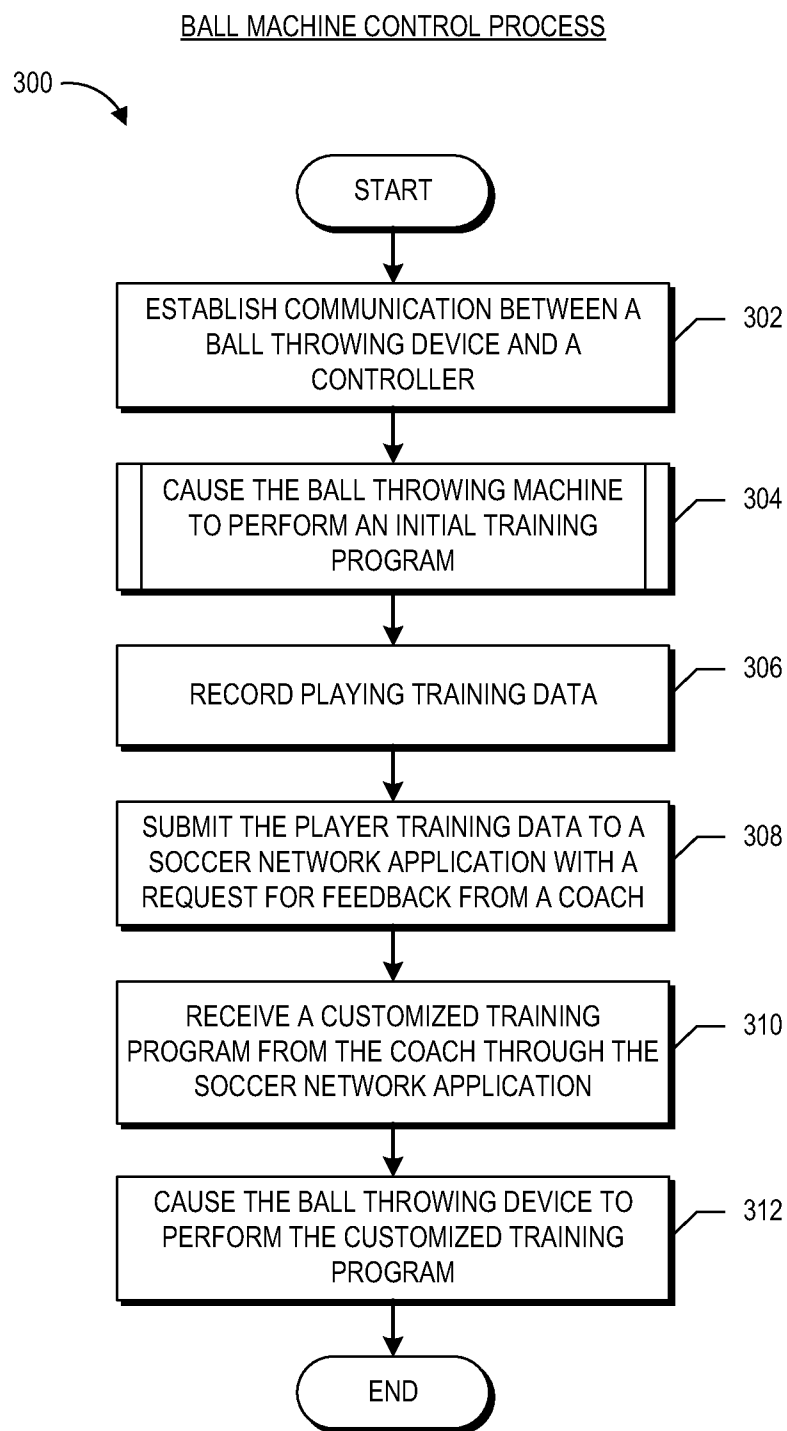 BALL MACHINE CONTROL PROCESS
300
START
ESTABLISH COMMUNICATION BETWEEN A
BALL THROWING DEVICE AND A
CONTROLLER
302
CAUSE THE BALL THROWING MACHINE
TO PERFORM AN INITIAL TRAINING
PROGRAM
304
RECORD PLAYING TRAINING DATA
306
SUBMIT THE PLAYER TRAINING DATA TO A
SOCCER NETWORK APPLICATION WITH A
REQUEST FOR FEEDBACK FROM A COACH
308
RECEIVE A CUSTOMIZED TRAINING
PROGRAM FROM THE COACH THROUGH THE
SOCCER NETWORK APPLICATION
310
CAUSE THE BALL THROWING DEVICE TO
PERFORM THE CUSTOMIZED TRAINING
PROGRAM
312
END